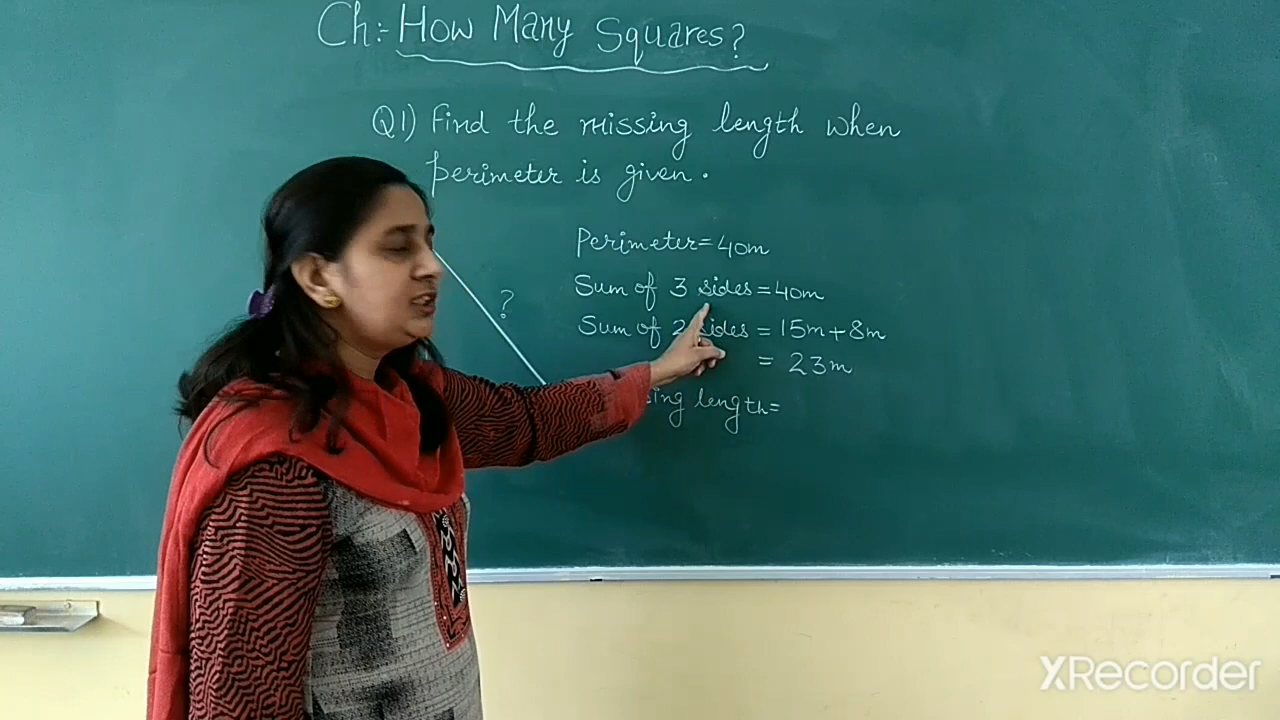 Ch:- How Many Squares?
Q1) Find the missing length when
perimeter is given.
?
Perimeter = 40m
Sum of 3 sides = 40m
Sum of 2 sides = 15m + 8m
= 23m
length =
XRecorder